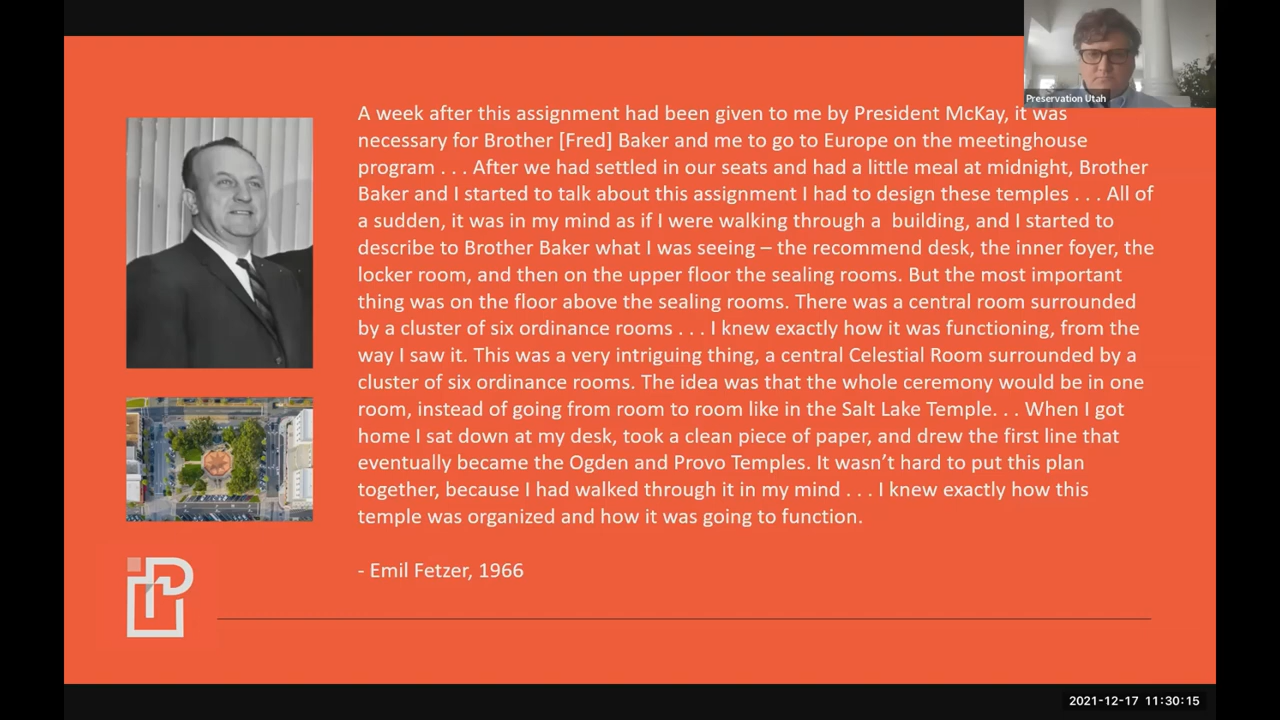 Preservation Utah
A week after this assignment had been given to me by President McKay, it was
necessary for Brother [Fred] Baker and me to go to Europe on the meetinghouse
program . . . After we had settled in our seats and had a little meal at midnight, Brother
Baker and I started to talk about this assignment I had to design these temples . . . All of
a sudden, it was in my mind as if I were walking through a  building, and I started to
describe to Brother Baker what I was seeing – the recommend desk, the inner foyer, the
locker room, and then on the upper floor the sealing rooms. But the most important
thing was on the floor above the sealing rooms. There was a central room surrounded
by a cluster of six ordinance rooms . . . I knew exactly how it was functioning, from the
way I saw it. This was a very intriguing thing, a central Celestial Room surrounded by a
cluster of six ordinance rooms. The idea was that the whole ceremony would be in one
room, instead of going from room to room like in the Salt Lake Temple. . . When I got
home I sat down at my desk, took a clean piece of paper, and drew the first line that
eventually became the Ogden and Provo Temples. It wasn’t hard to put this plan
together, because I had walked through it in my mind . . . I knew exactly how this
temple was organized and how it was going to function.
- Emil Fetzer, 1966
2021-12-17 11:30:15